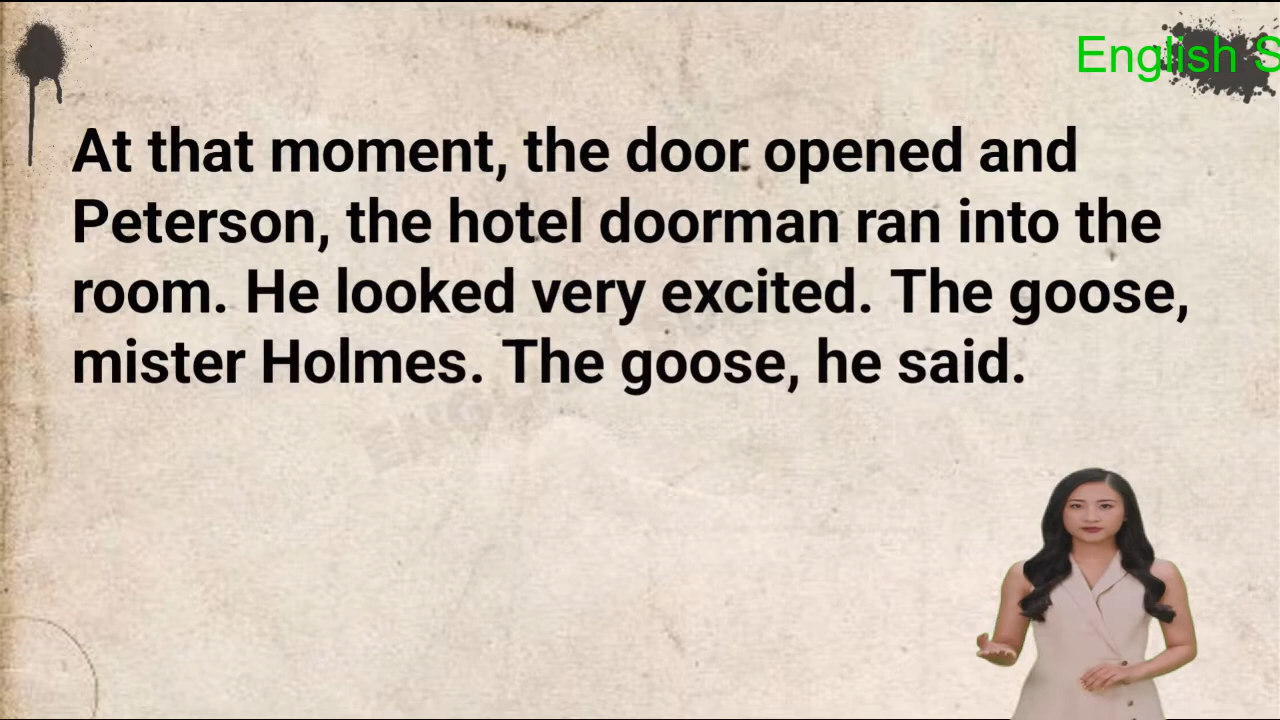 English S
At that moment, the door opened and
Peterson, the hotel doorman ran into the
room. He looked very excited. The goose,
mister Holmes. The goose, he said.